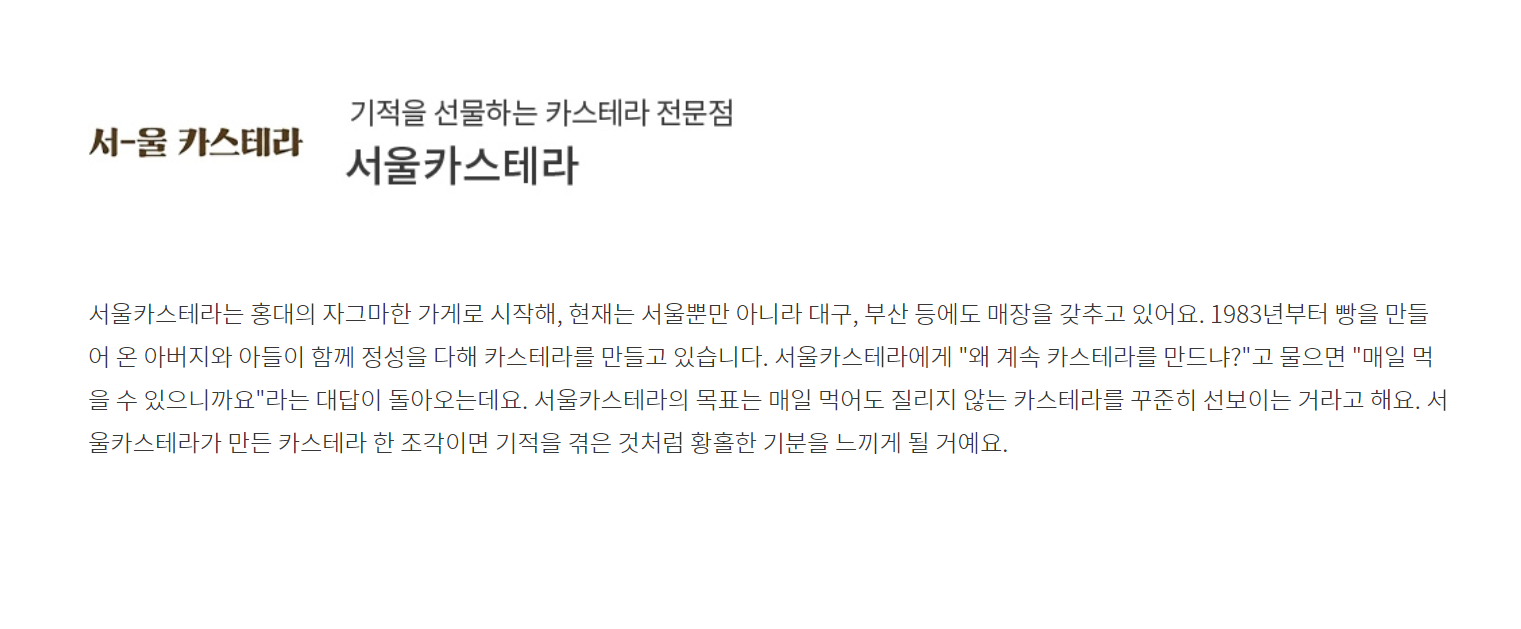 서-울 카스테라
기적을 선물하는 카스테라 전문점
서울카스테라
서울카스테라는 홍대의 자그마한 가게로 시작해, 현재는 서울뿐만 아니라 대구, 부산 등에도 매장을 갖추고 있어요. 1983년부터 빵을 만들
어 온 아버지와 아들이 함께 정성을 다해 카스테라를 만들고 있습니다. 서울카스테라에게 "왜 계속 카스테라를 만드냐?"고 물으면 "매일 먹
을 수 있으니까요"라는 대답이 돌아오는데요. 서울카스테라의 목표는 매일 먹어도 질리지 않는 카스테라를 꾸준히 선보이는 거라고 해요. 서
울카스테라가 만든 카스테라 한 조각이면 기적을 겪은 것처럼 황홀한 기분을 느끼게 될 거예요.